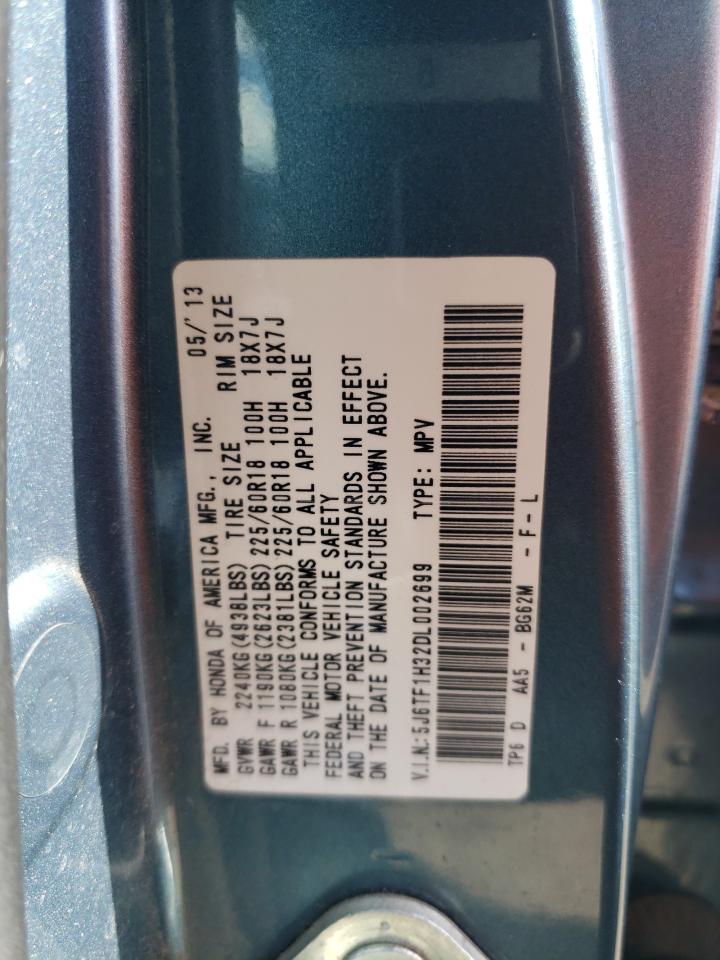 MFD. BY HONDA OF AMERICA MFG., INC. 05/'13
GVWR 2240KG(4938LBS) TIRE SIZE RIM SIZE
GAWR F 1190KG(2623LBS)225/60R18 100H 18X7J
GAWR R 1080KG(2381LBS)225/60R18 100H 18X7J
THIS VEHICLE CONFORMS TO ALL APPLICABLE
FEDERAL MOTOR VEHICLE SAFETY
AND THEFT PREVENTION STANDARDS IN EFFECT
ON THE DATE OF MANUFACTURE SHOWN ABOVE.
V.I.N.:5J6TF1H32DL002699 TYPE: MPV
TP6 D AA5 - BG62M - F - L